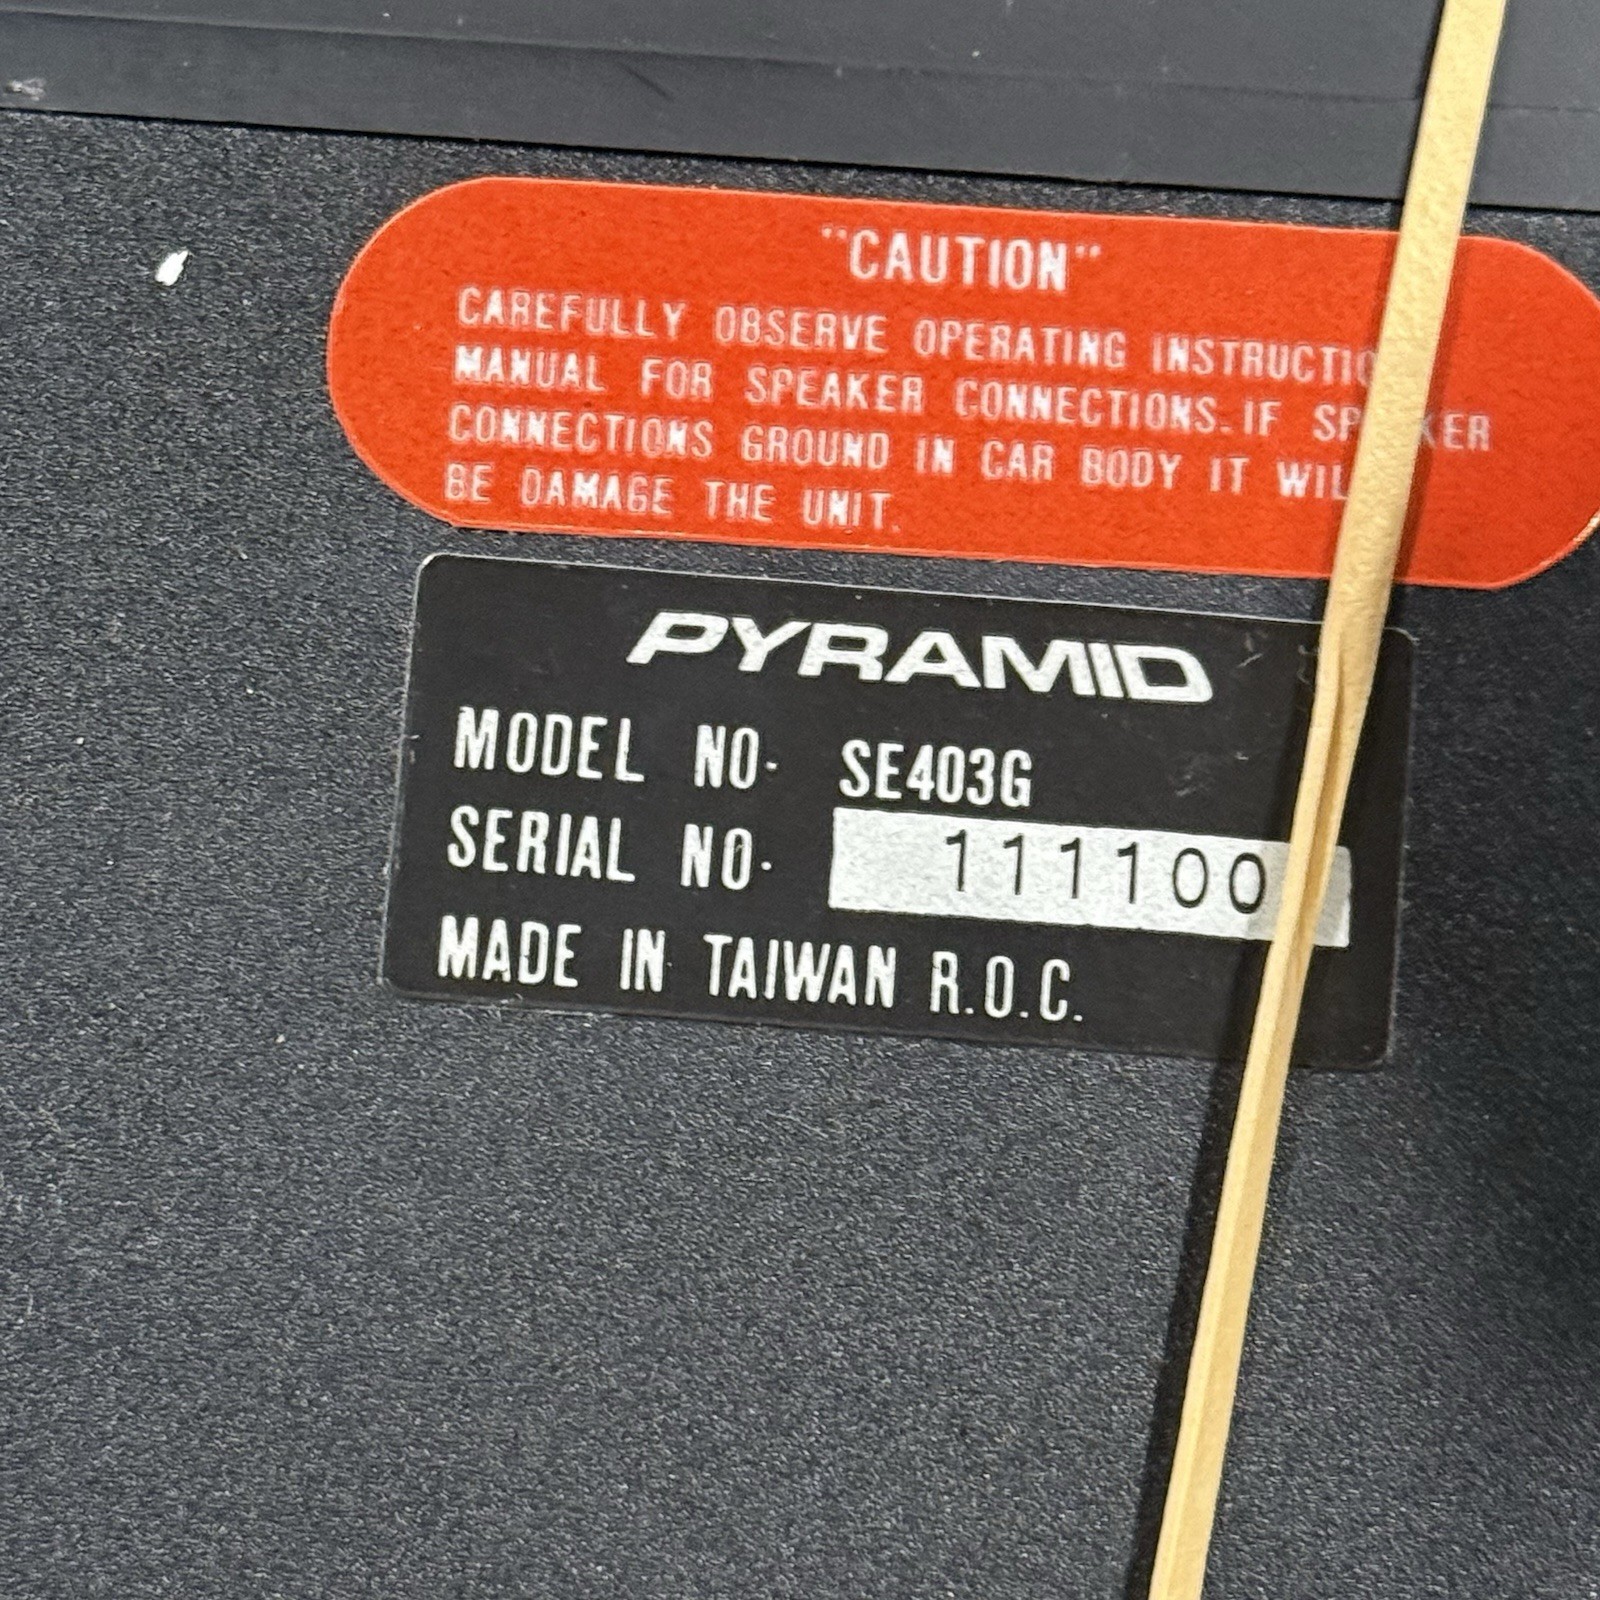 "CAUTION"
CAREFULLY OBSERVE OPERATING
MANUAL FOR SPEAKER CONNECTIONS. IF
CONNECTIONS GROUND IN CAR BODY IT
BE DAMAGE THE UNIT.
PYRAMID
MODEL NO. SE403G
SERIAL NO. 111100
MADE IN TAIWAN R.O.C.